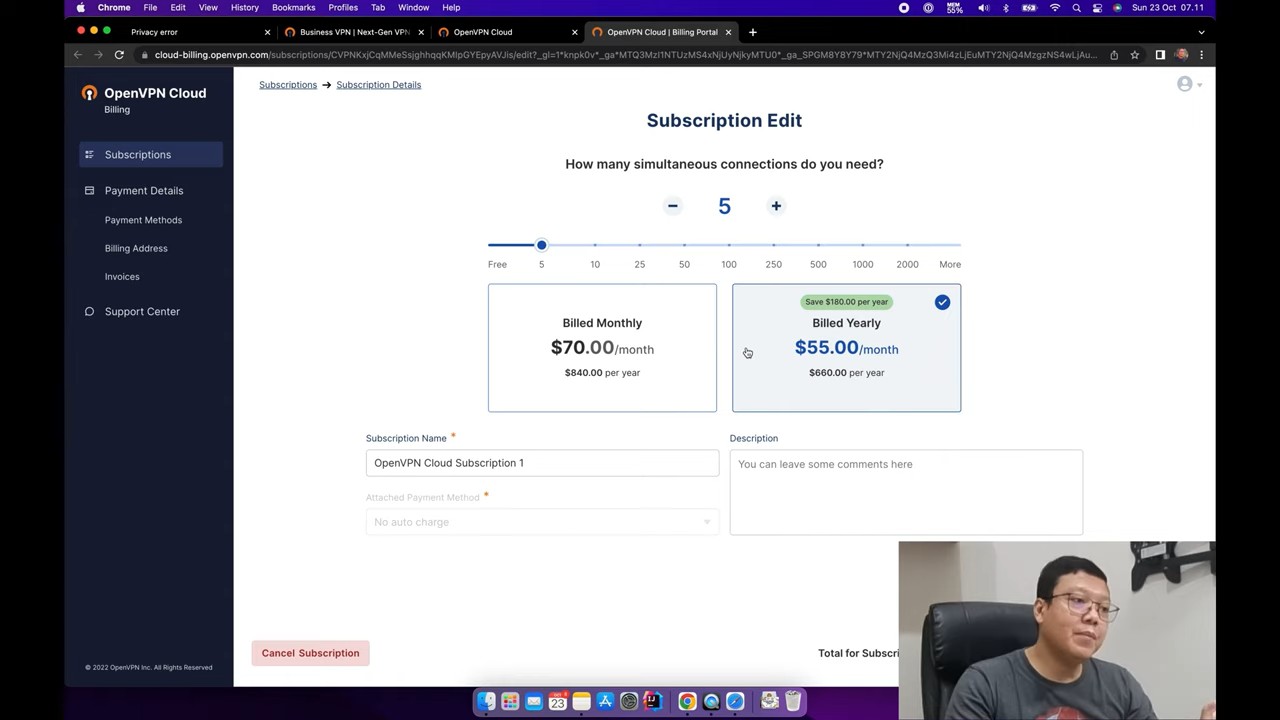 Chrome File Edit View History Bookmarks Profiles Tab Window Help MEM 55% Sun 23 Oct 07.11
Privacy error Business VPN | Next-Gen VPN OpenVPN Cloud OpenVPN Cloud | Billing Portal
OpenVPN Cloud
Billing
Subscriptions
Payment Details
Payment Methods
Billing Address
Invoices
Support Center
© 2022 OpenVPN Inc. All Rights Reserved
Subscriptions → Subscription Details
Subscription Edit
How many simultaneous connections do you need?
− 5 +
Free 5 10 25 50 100 250 500 1000 2000 More
Billed Monthly
$70.00/month
$840.00 per year
Save $180.00 per year
Billed Yearly
$55.00/month
$660.00 per year
Subscription Name *
OpenVPN Cloud Subscription 1
Attached Payment Method *
No auto charge
Description
You can leave some comments here
Cancel Subscription
Total for
23